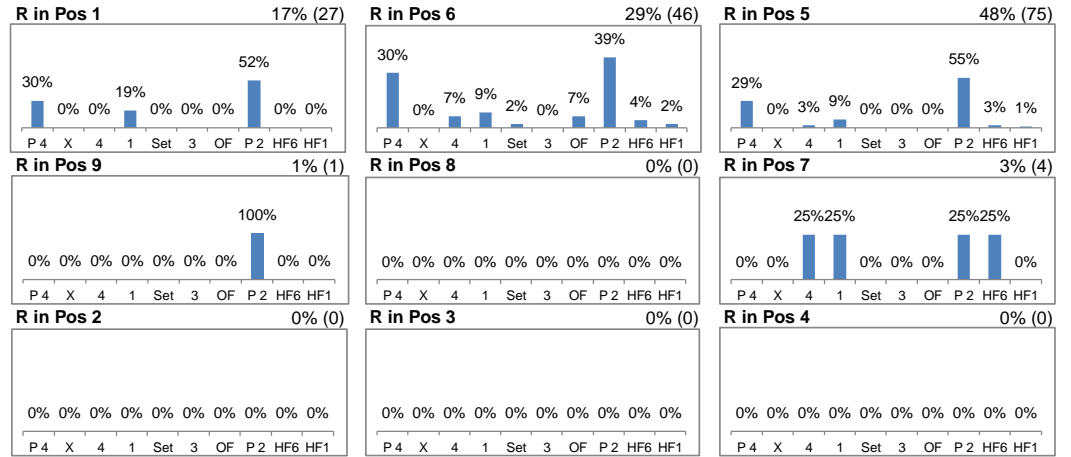 R in Pos 1 17% (27)
30% 0% 0% 19% 0% 0% 0% 52% 0% 0%
P 4 X 4 1 Set 3 OF P 2 HF6 HF1
R in Pos 6 29% (46)
30% 0% 7% 9% 2% 0% 7% 39% 4% 2%
P 4 X 4 1 Set 3 OF P 2 HF6 HF1
R in Pos 5 48% (75)
29% 0% 3% 9% 0% 0% 0% 55% 3% 1%
P 4 X 4 1 Set 3 OF P 2 HF6 HF1
R in Pos 9 1% (1)
0% 0% 0% 0% 0% 0% 0% 100% 0% 0%
P 4 X 4 1 Set 3 OF P 2 HF6 HF1
R in Pos 8 0% (0)
0% 0% 0% 0% 0% 0% 0% 0% 0% 0%
P 4 X 4 1 Set 3 OF P 2 HF6 HF1
R in Pos 7 3% (4)
0% 0% 25% 25% 0% 0% 0% 25% 25% 0%
P 4 X 4 1 Set 3 OF P 2 HF6 HF1
R in Pos 2 0% (0)
0% 0% 0% 0% 0% 0% 0% 0% 0% 0%
P 4 X 4 1 Set 3 OF P 2 HF6 HF1
R in Pos 3 0% (0)
0% 0% 0% 0% 0% 0% 0% 0% 0% 0%
P 4 X 4 1 Set 3 OF P 2 HF6 HF1
R in Pos 4 0% (0)
0% 0% 0% 0% 0% 0% 0% 0% 0% 0%
P 4 X 4 1 Set 3 OF P 2 HF6 HF1